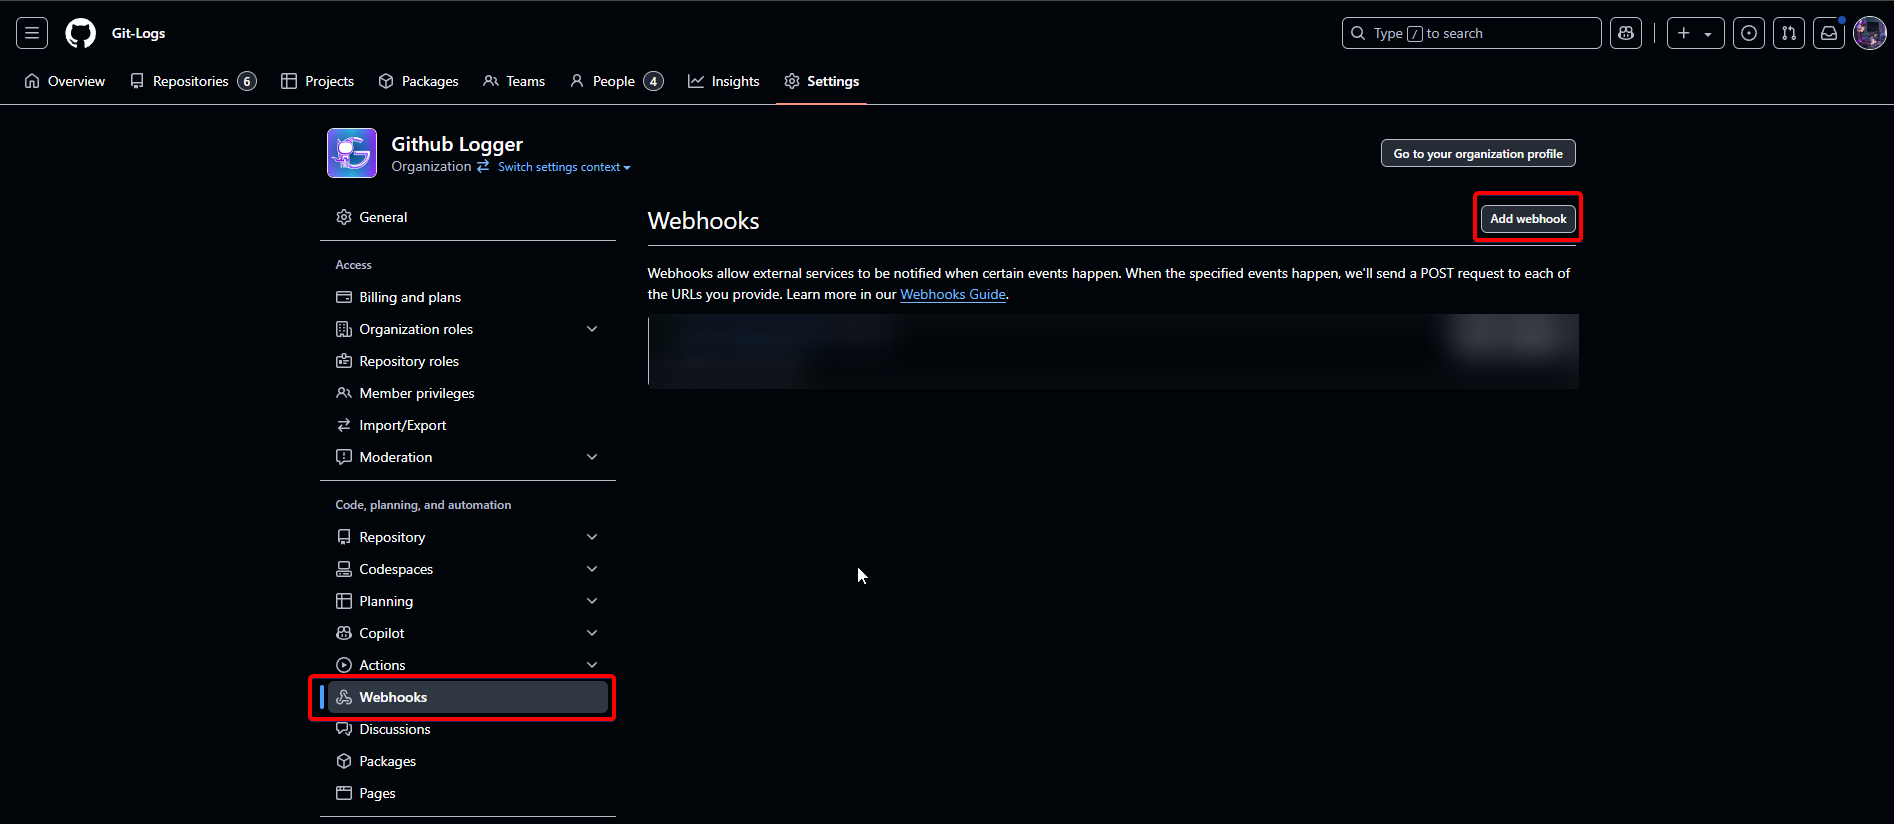 Git-Logs
Type / to search
Overview
Repositories 6
Projects
Packages
Teams
People 4
Insights
Settings
Github Logger
Organization Switch settings context
Go to your organization profile
General
Access
Billing and plans
Organization roles
Repository roles
Member privileges
Import/Export
Moderation
Code, planning, and automation
Repository
Codespaces
Planning
Copilot
Actions
Webhooks
Discussions
Packages
Pages
Webhooks
Add webhook
Webhooks allow external services to be notified when certain events happen. When the specified events happen, we'll send a POST request to each of
the URLs you provide. Learn more in our Webhooks Guide.